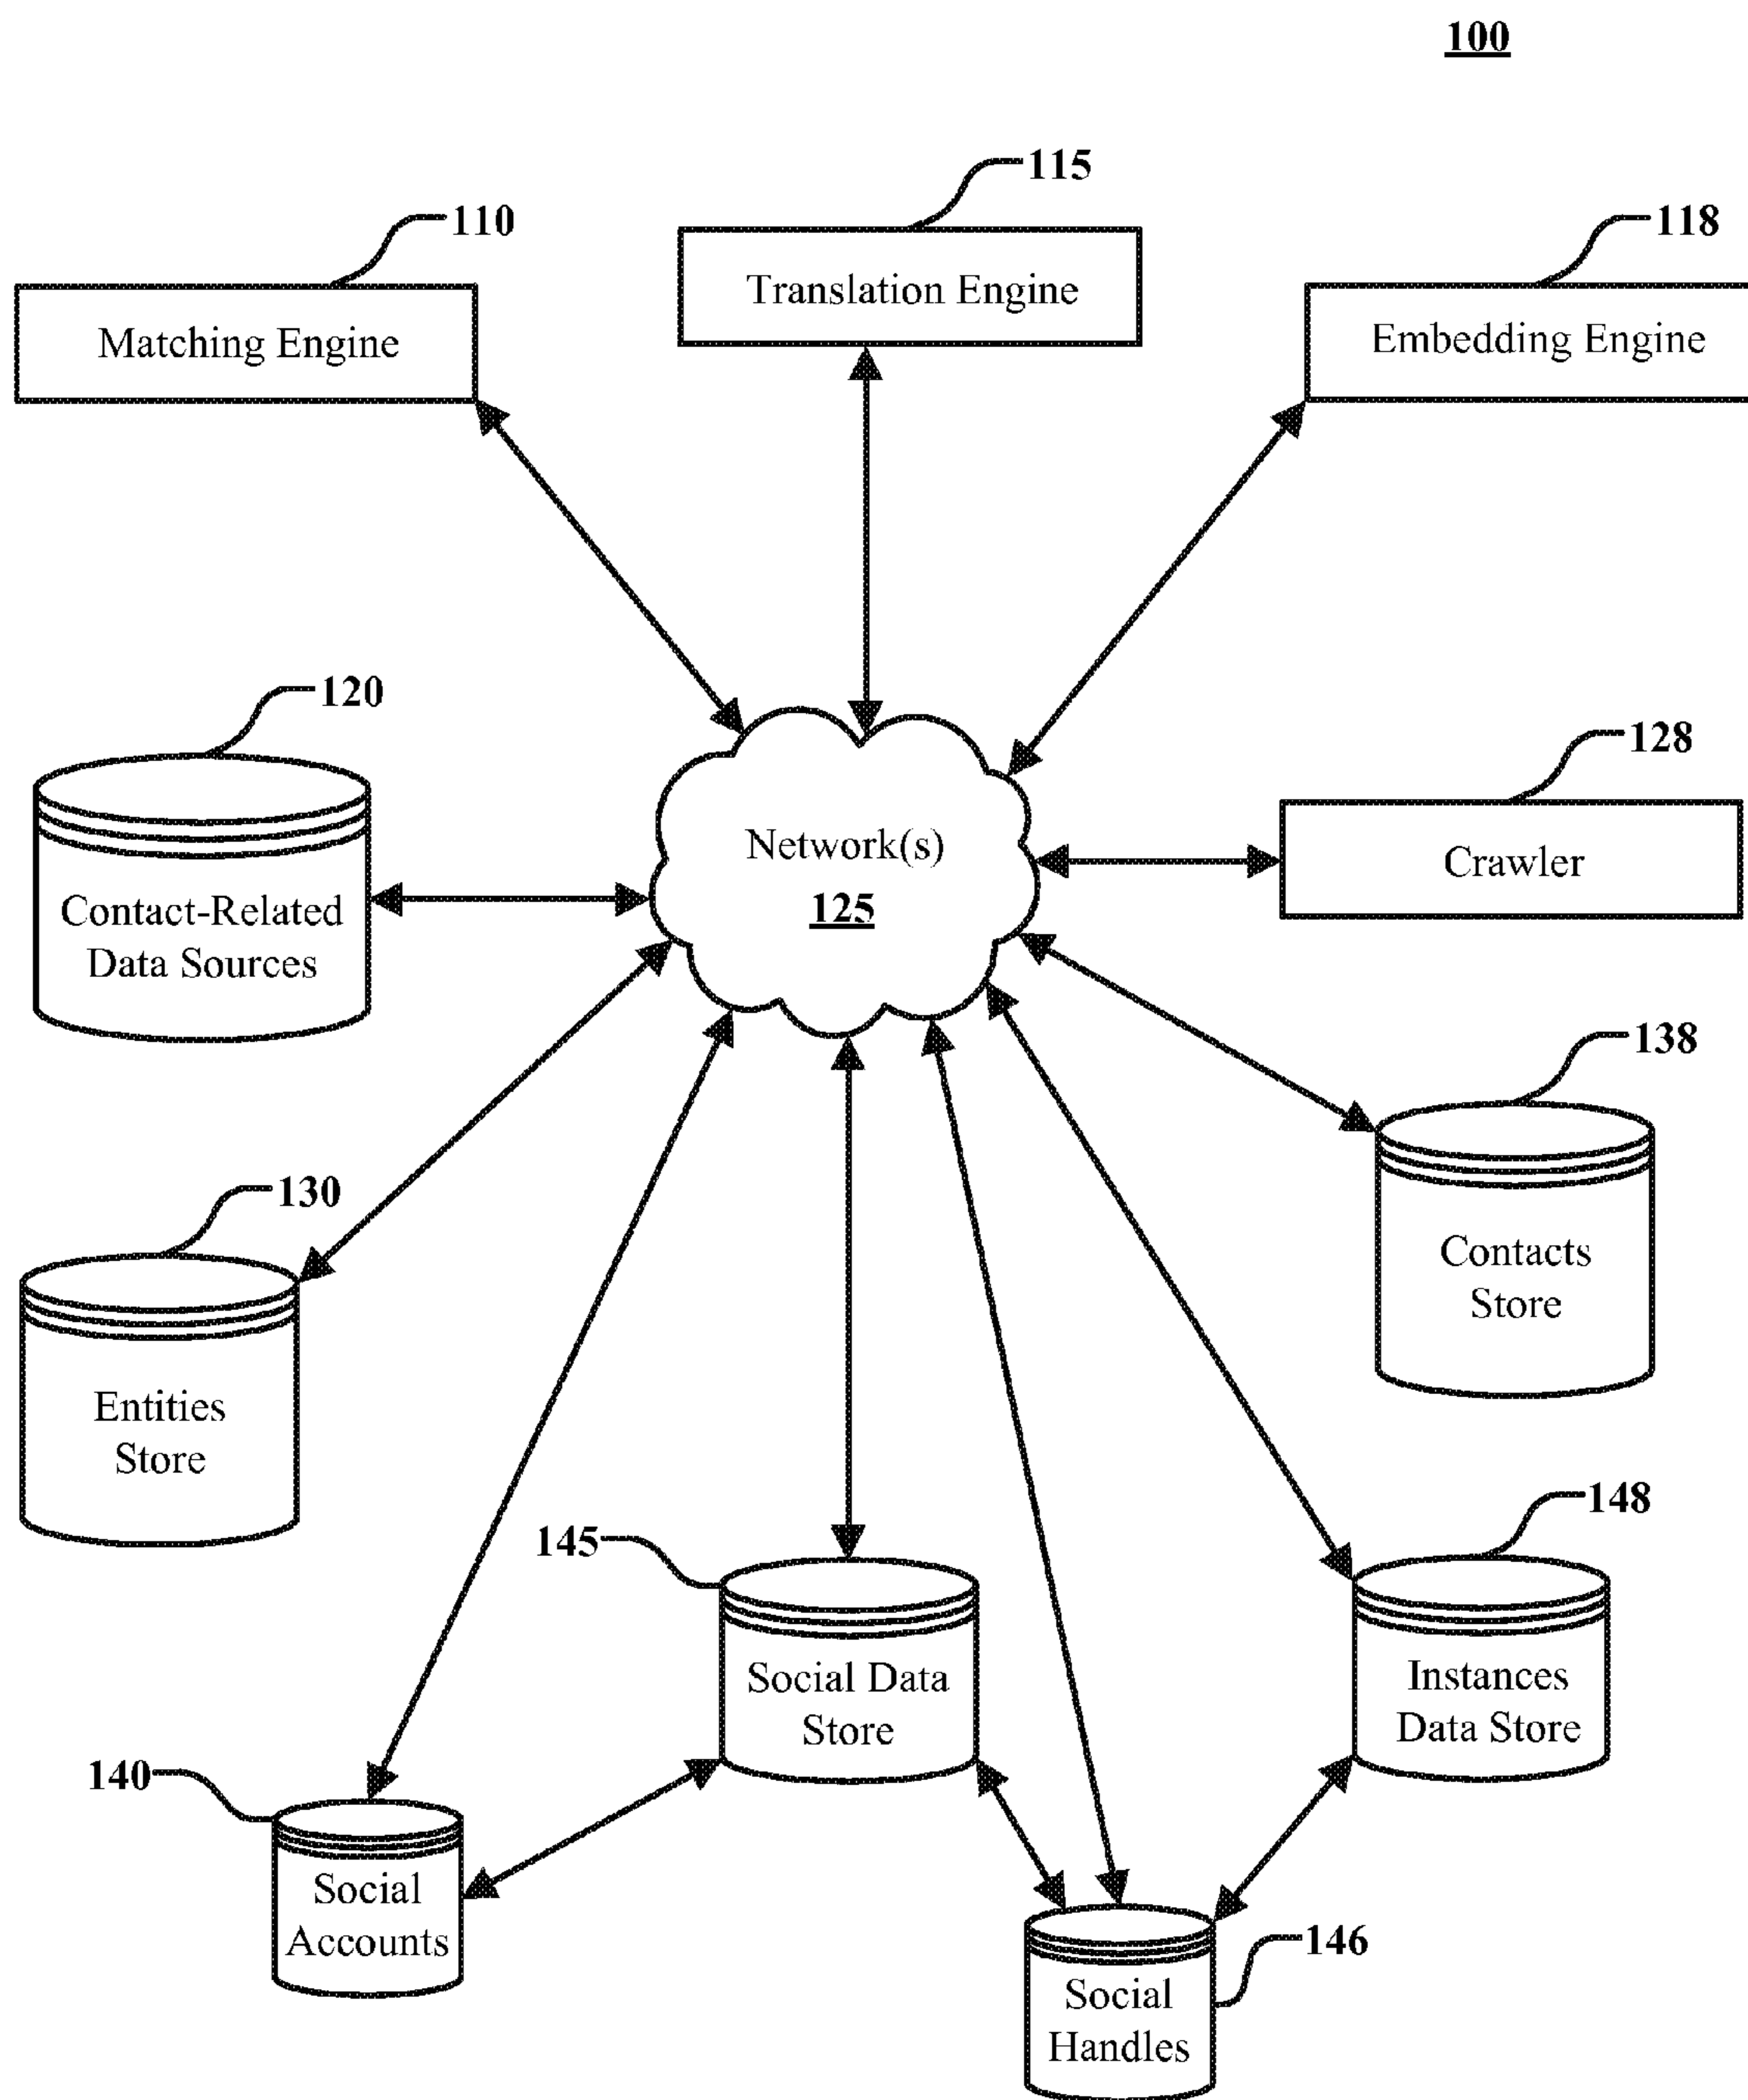 100
115
110
118
Translation Engine
Matching Engine
Embedding Engine
120
128
Network(s)
125
Crawler
Contact-Related
Data Sources
138
130
Contacts
Store
Entities
Store
148
145
Social Data
Store
Instances
Data Store
140
Social
Accounts
146
Social
Handles